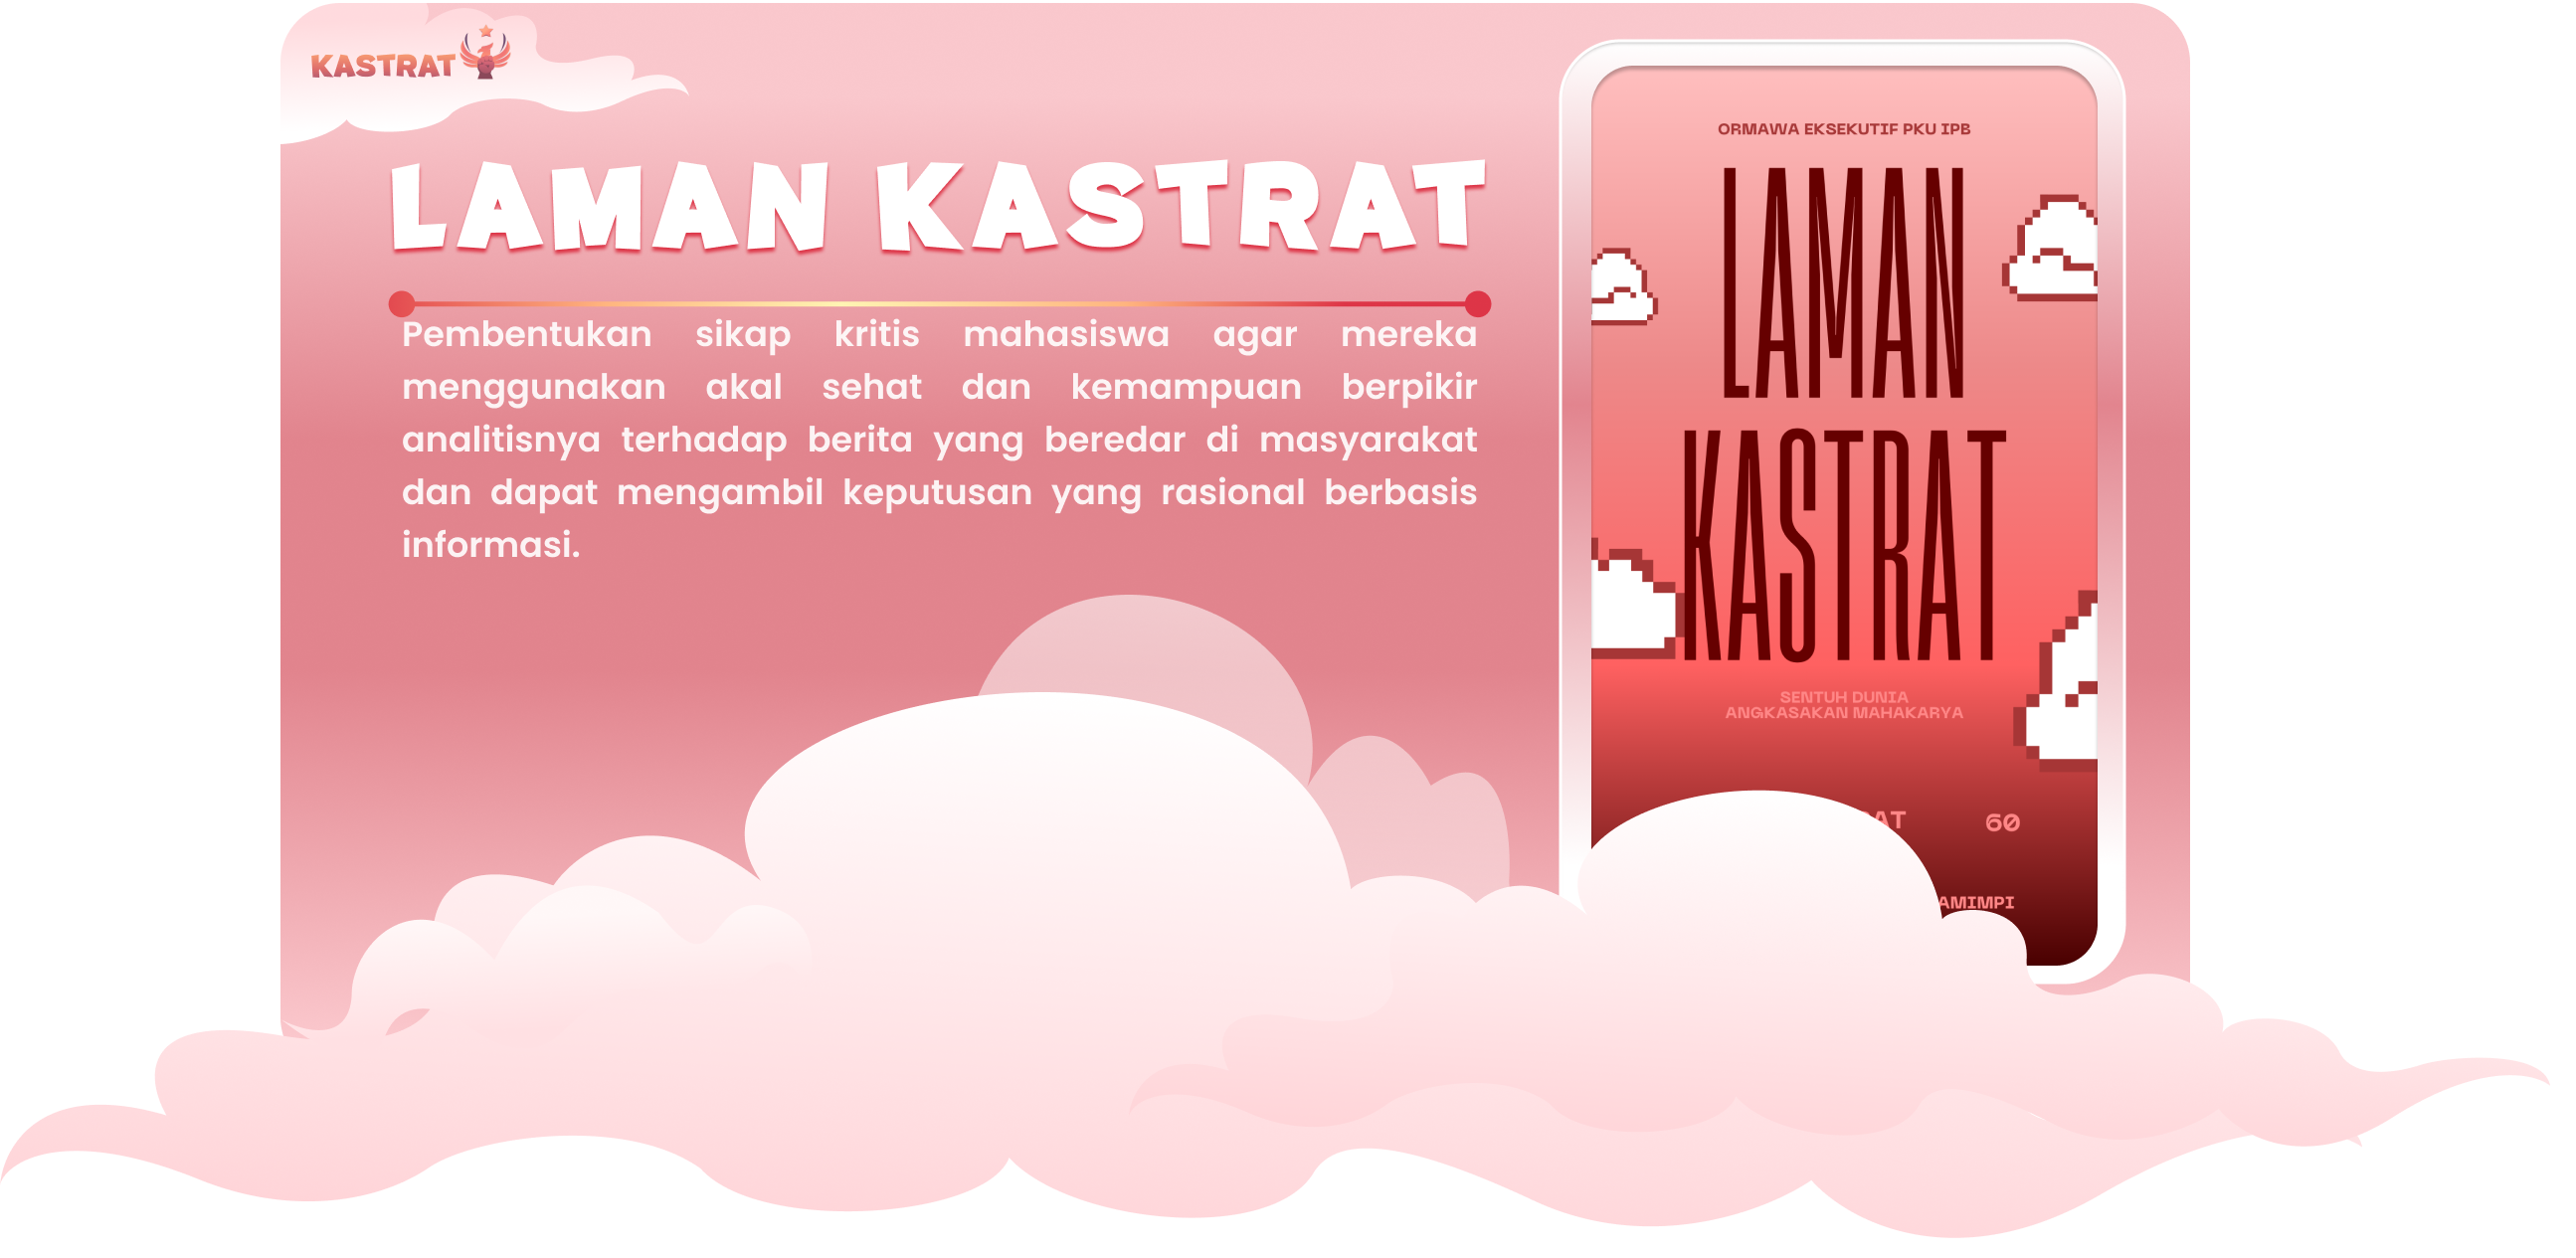 KASTRAT
LAMAN KASTRAT
Pembentukan sikap kritis mahasiswa agar mereka
menggunakan akal sehat dan kemampuan berpikir
analitisnya terhadap berita yang beredar di masyarakat
dan dapat mengambil keputusan yang rasional berbasis
informasi.
ORMAWA EKSEKUTIF PKU IPB
LAMAN
KASTRAT
SENTUH DUNIA
ANGKASAKAN MAHAKARYA
60